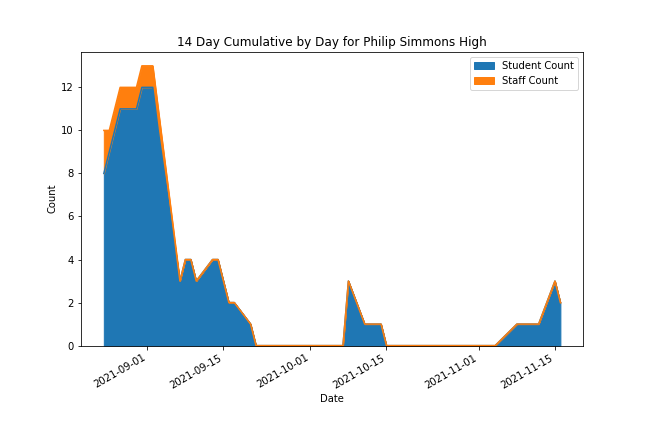 14 Day Cumulative by Day for Philip Simmons High
Student Count
Staff Count
12
10
8
6
4
2
0
Count
2021-09-01
2021-09-15
2021-10-01
2021-10-15
2021-11-01
2021-11-15
Date